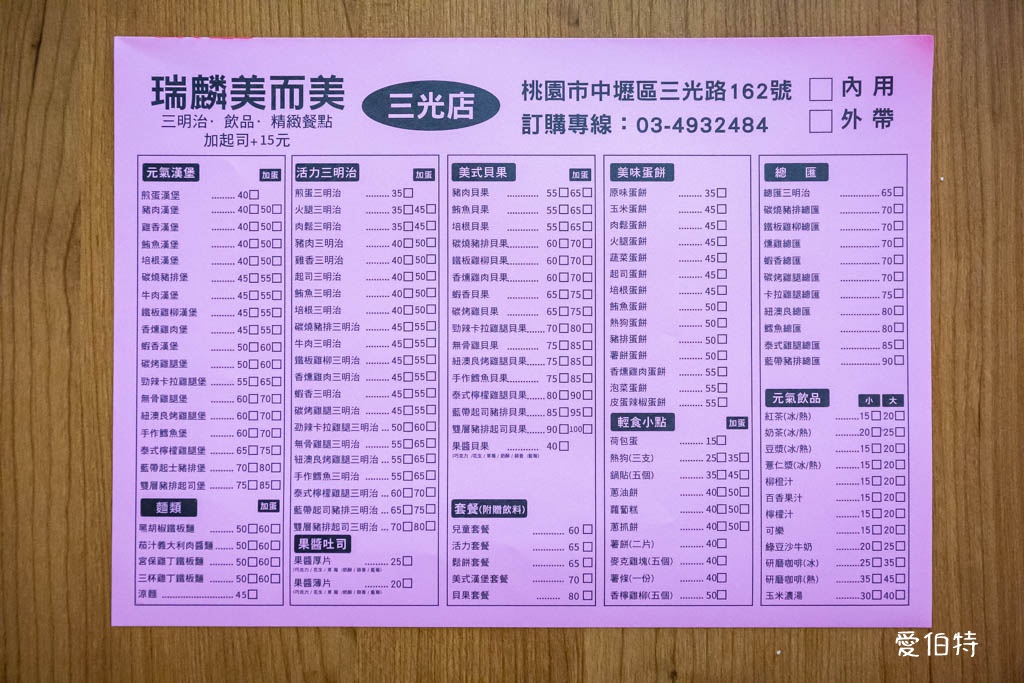 瑞麟美而美
三明治· 飲品· 精緻餐點
加起司+15元
三光店
桃園市中壢區三光路162號
訂購專線：03-4932484
□內用
□外帶
元氣漢堡 加蛋
煎蛋漢堡 ........ 40□
豬肉漢堡 ........ 40□50□
雞香漢堡 ........ 40□50□
鮪魚漢堡 ........ 40□50□
培根漢堡 ........ 40□50□
碳燒豬排堡 ........ 45□55□
牛肉漢堡 ........ 45□55□
鐵板雞柳漢堡 ........ 45□55□
香燻雞肉堡 ........ 45□55□
蝦香漢堡 ........ 50□60□
碳烤雞腿堡 ........ 50□60□
勁辣卡拉雞腿堡 ........ 55□65□
無骨雞腿堡 ........ 60□70□
紐澳良烤雞腿堡 ........ 60□70□
手作鱈魚堡 ........ 60□70□
泰式檸檬雞腿堡 ........ 65□75□
藍帶起士豬排堡 ........ 70□80□
雙層豬排起司堡 ........ 75□85□
麵類 加蛋
黑胡椒鐵板麵 ........ 50□60□
茄汁義大利肉醬麵 ........ 50□60□
宮保雞丁鐵板麵 ........ 50□60□
三杯雞丁鐵板麵 ........ 50□60□
涼麵 ........ 45□
活力三明治 加蛋
煎蛋三明治 ........ 35□
火腿三明治 ........ 35□45□
肉鬆三明治 ........ 35□45□
豬肉三明治 ........ 40□50□
雞香三明治 ........ 40□50□
起司三明治 ........ 40□50□
鮪魚三明治 ........ 40□50□
培根三明治 ........ 40□50□
碳燒豬排三明治 ........ 45□55□
牛肉三明治 ........ 45□55□
鐵板雞柳三明治 ........ 45□55□
香燻雞肉三明治 ........ 45□55□
蝦香三明治 ........ 45□55□
碳烤雞腿三明治 ........ 45□55□
勁辣卡拉雞腿三明治 ... 50□60□
無骨雞腿三明治 ........ 55□65□
紐澳良烤雞腿三明治 ... 55□65□
手作鱈魚三明治 ........ 55□65□
泰式檸檬雞腿三明治 ... 60□70□
藍帶起司豬排三明治 ... 65□75□
雙層豬排起司三明治 ... 70□80□
果醬吐司
果醬厚片 ........ 25□
(巧克力/花生/草莓/奶酥/蒜香/藍莓)
果醬薄片 ........ 20□
(巧克力/花生/草莓/奶酥/蒜香/藍莓)
美式貝果 加蛋
豬肉貝果 55□65□
鮪魚貝果 ........ 55□65□
培根貝果 ........ 55□65□
碳燒豬排貝果 ........ 60□70□
鐵板雞柳貝果 ........ 60□70□
香燻雞肉貝果 ........ 60□70□
蝦香貝果 ........ 65□75□
碳烤雞貝果 ........ 65□75□
勁辣卡拉雞腿貝果 ........ 70□80□
無骨雞貝果 ........ 75□85□
紐澳良烤雞腿貝果 ........ 75□85□
手作鱈魚貝果 ........ 75□85□
泰式檸檬雞腿貝果 ........ 80□90□
藍帶起司豬排貝果 ........ 85□95□
雙層豬排起司貝果 ........ 90□100□
果醬貝果 40□
(巧克力/花生/草莓/奶酥/蒜香/藍莓)
套餐(附贈飲料)
兒童套餐 ........ 60□
活力套餐 ........ 65□
鬆餅套餐 ........ 65□
美式漢堡套餐 ........ 70□
貝果套餐 ........ 80□
美味蛋餅
原味蛋餅 ........ 35□
玉米蛋餅 ........ 45□
肉鬆蛋餅 ........ 45□
火腿蛋餅 ........ 45□
蔬菜蛋餅 ........ 45□
起司蛋餅 ........ 45□
培根蛋餅 ........ 45□
鮪魚蛋餅 ........ 50□
熱狗蛋餅 ........ 50□
豬排蛋餅 ........ 50□
薯餅蛋餅 ........ 50□
香燻雞肉蛋餅 ........ 55□
泡菜蛋餅 ........ 55□
皮蛋辣椒蛋餅 ........ 55□
輕食小點 加蛋
荷包蛋 ........ 15□
熱狗(三支) ........ 25□35□
鍋貼(五個) ........ 35□45□
蔥油餅 ........ 40□50□
蘿蔔糕 ........ 40□50□
蔥抓餅 ........ 40□50□
薯餅(二片) ........ 40□
麥克雞塊(五個) ........ 40□
薯條(一份) ........ 40□
香檸雞柳(五個) ........ 50□
總 匯
總匯三明治 65□
碳燒豬排總匯 ........ 70□
鐵板雞柳總匯 ........ 70□
燻雞總匯 ........ 70□
蝦香總匯 ........ 70□
碳烤雞腿總匯 ........ 70□
卡拉雞腿總匯 ........ 75□
紐澳良總匯 ........ 80□
鱈魚總匯 ........ 80□
泰式雞腿總匯 ........ 85□
藍帶豬排總匯 ........ 90□
元氣飲品 小 大
紅茶(冰/熱) ........ 15□20□
奶茶(冰/熱) ........ 20□25□
豆漿(冰/熱) ........ 15□20□
薏仁漿(冰/熱) ........ 15□20□
柳橙汁 ........ 15□20□
百香果汁 ........ 15□20□
檸檬汁 ........ 15□20□
可樂 ........ 15□20□
綠豆沙牛奶 ........ 20□25□
研磨咖啡(冰) ........ 25□35□
研磨咖啡(熱) ........ 35□45□
玉米濃湯 ........ 30□40□
愛伯特